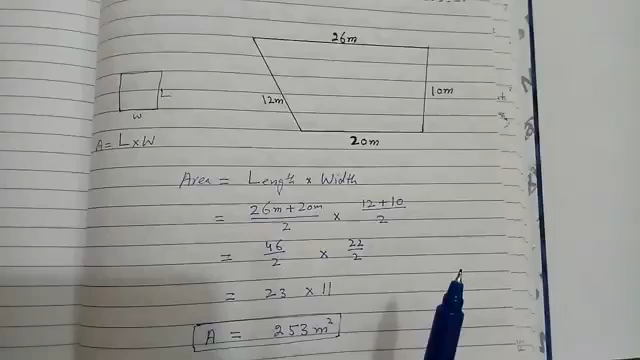 26m
L
12m
10m
W
20m
A = L x W
Area = Length x Width
= 26m + 20m / 2 x 12 + 10 / 2
= 46 / 2 x 22 / 2
= 23 x 11
A = 253 m²